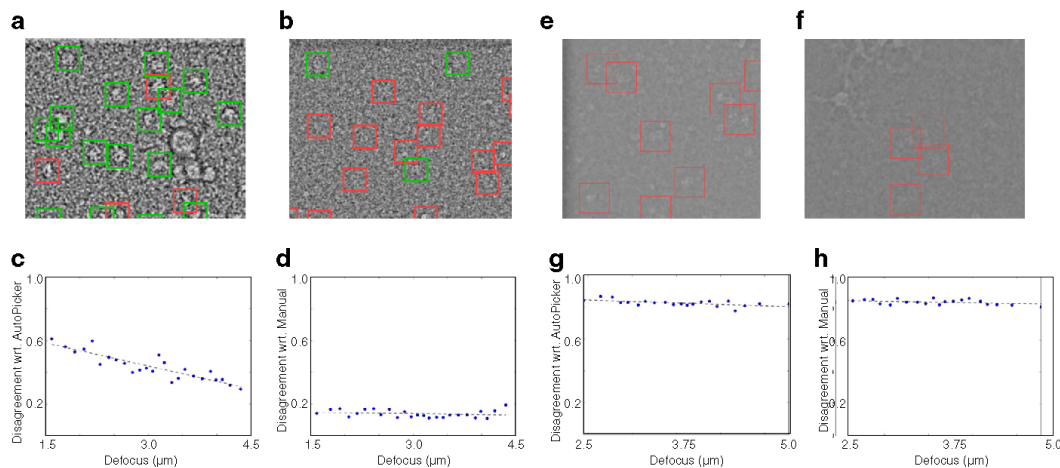 a
b
e
f
c
d
g
h
Disagreement wrt. AutoPicker
1.0
0.6
0.2
1.5
3.0
4.5
Defocus (μm)
Disagreement wrt. Manual
1.0
0.6
0.2
1.5
3.0
4.5
Defocus (μm)
Disagreement wrt. AutoPicker
1.0
0.6
0.2
2.5
3.75
5.0
Defocus (μm)
Disagreement wrt. Manual
1.0
0.6
0.2
2.5
3.75
5.0
Defocus (μm)